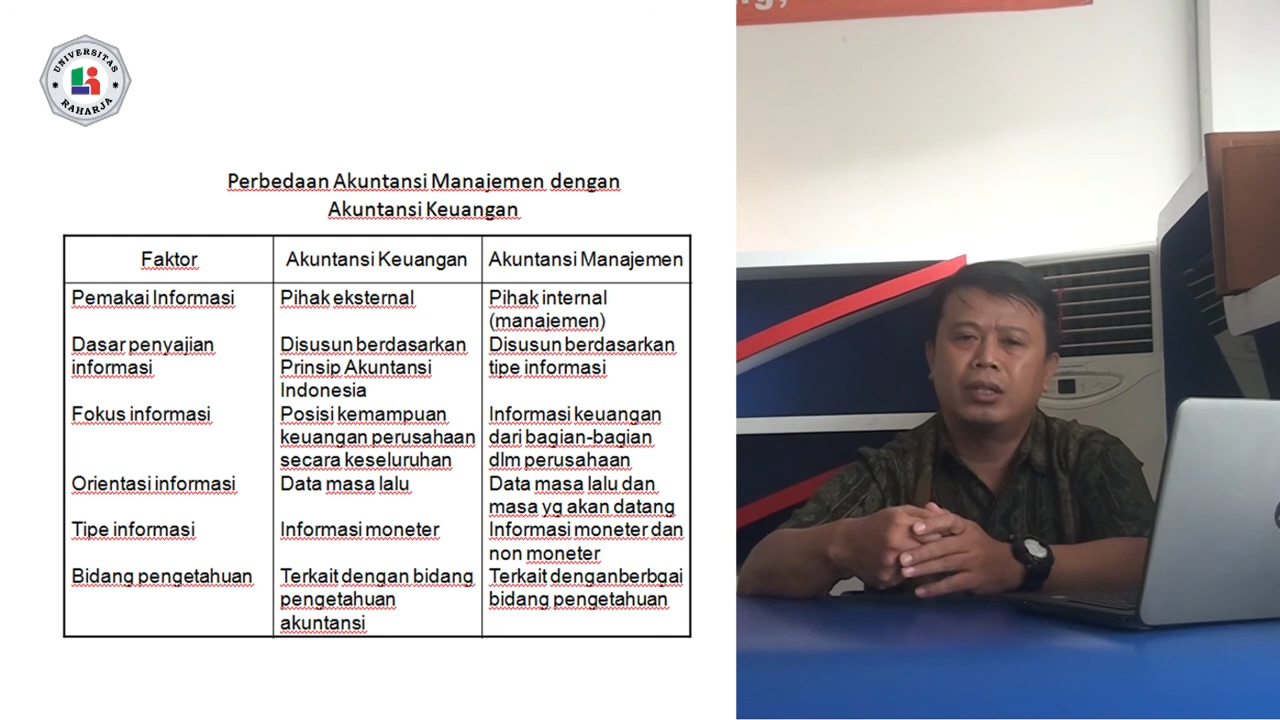 UNIVERSITAS
RAHARJA
Perbedaan Akuntansi Manajemen dengan
Akuntansi Keuangan
Faktor
Akuntansi Keuangan
Akuntansi Manajemen
Pemakai Informasi
Pihak eksternal
Pihak internal
(manajemen)
Dasar penyajian
informasi
Disusun berdasarkan
Prinsip Akuntansi
Indonesia
Disusun berdasarkan
tipe informasi
Fokus informasi
Posisi kemampuan
keuangan perusahaan
secara keseluruhan
Informasi keuangan
dari bagian-bagian
dlm perusahaan
Orientasi informasi
Data masa lalu
Data masa lalu dan
masa yg akan datang
Tipe informasi
Informasi moneter
Informasi moneter dan
non moneter
Bidang pengetahuan
Terkait dengan bidang
pengetahuan
akuntansi
Terkait denganberbgai
bidang pengetahuan